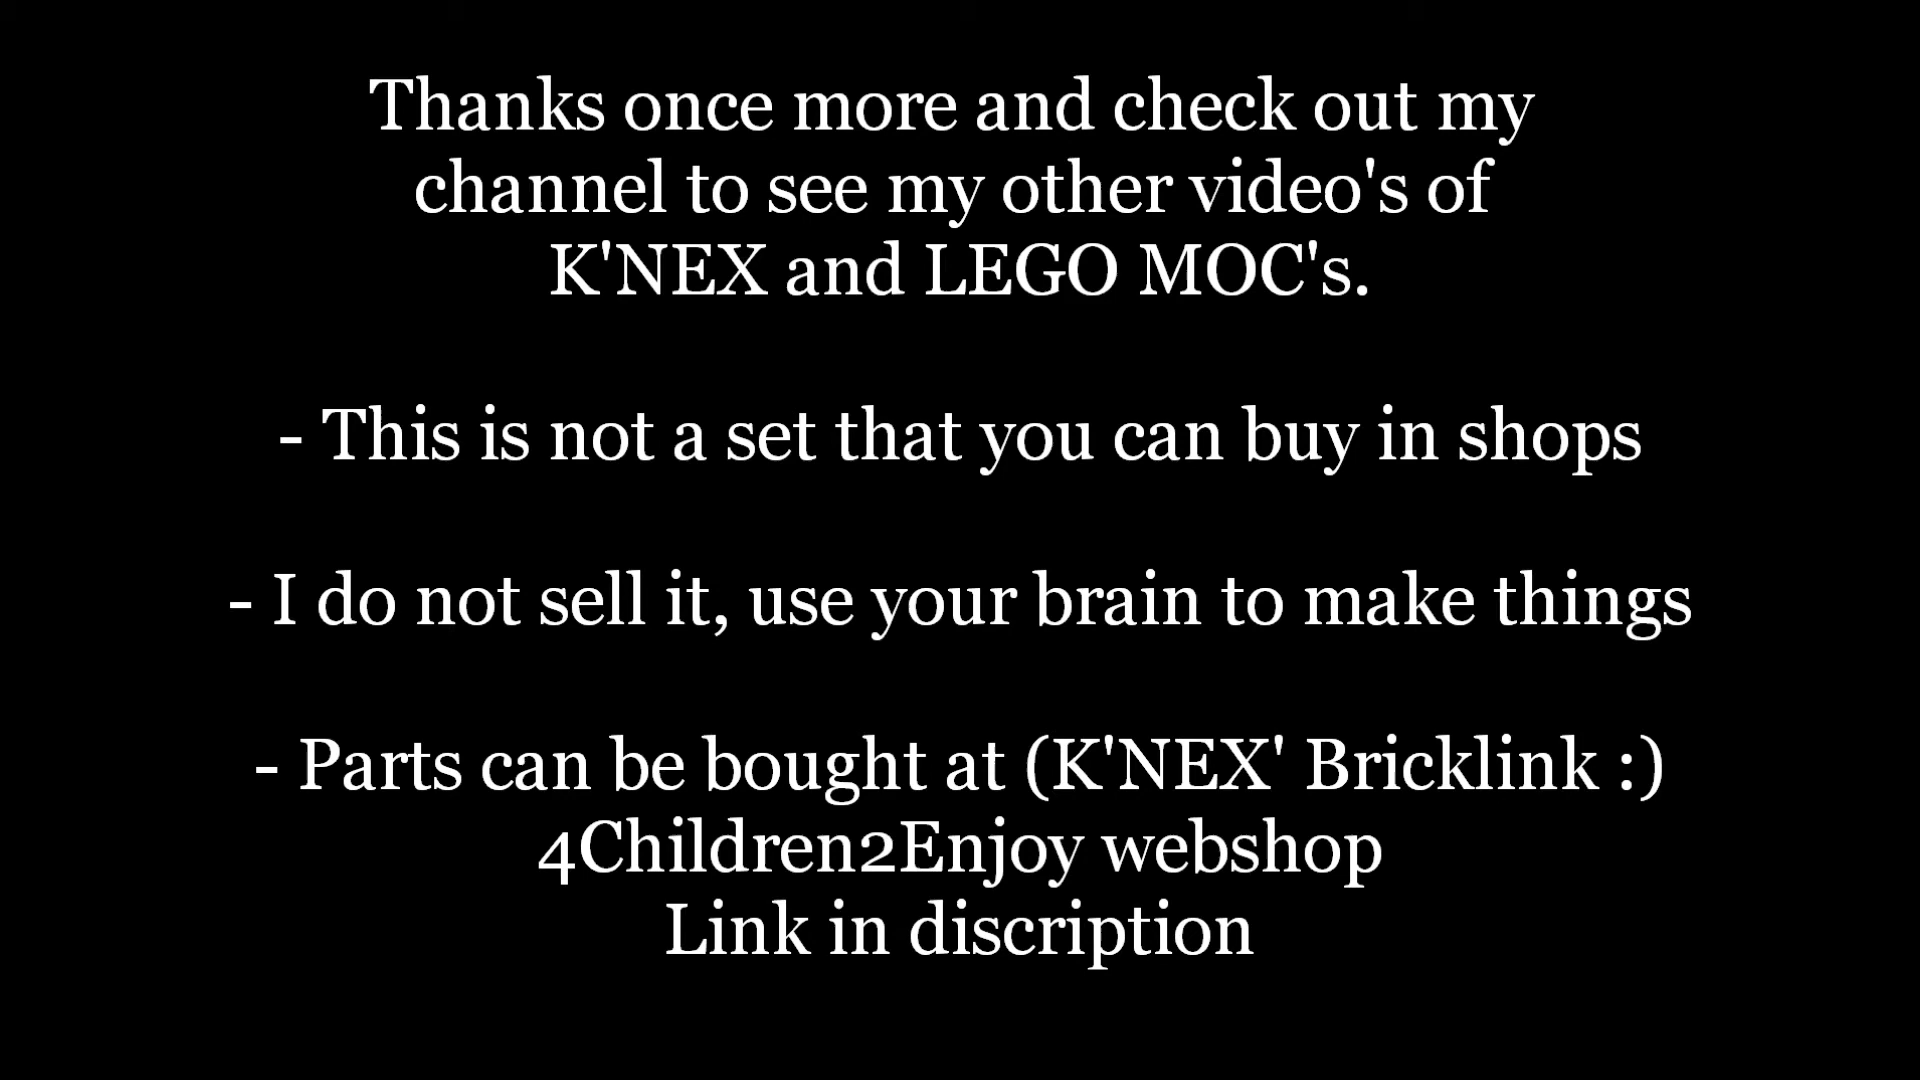 Thanks once more and check out my
channel to see my other video's of
K'NEX and LEGO MOC's.
- This is not a set that you can buy in shops
- I do not sell it, use your brain to make things
- Parts can be bought at (K'NEX' Bricklink :)
4Children2Enjoy webshop
Link in discription